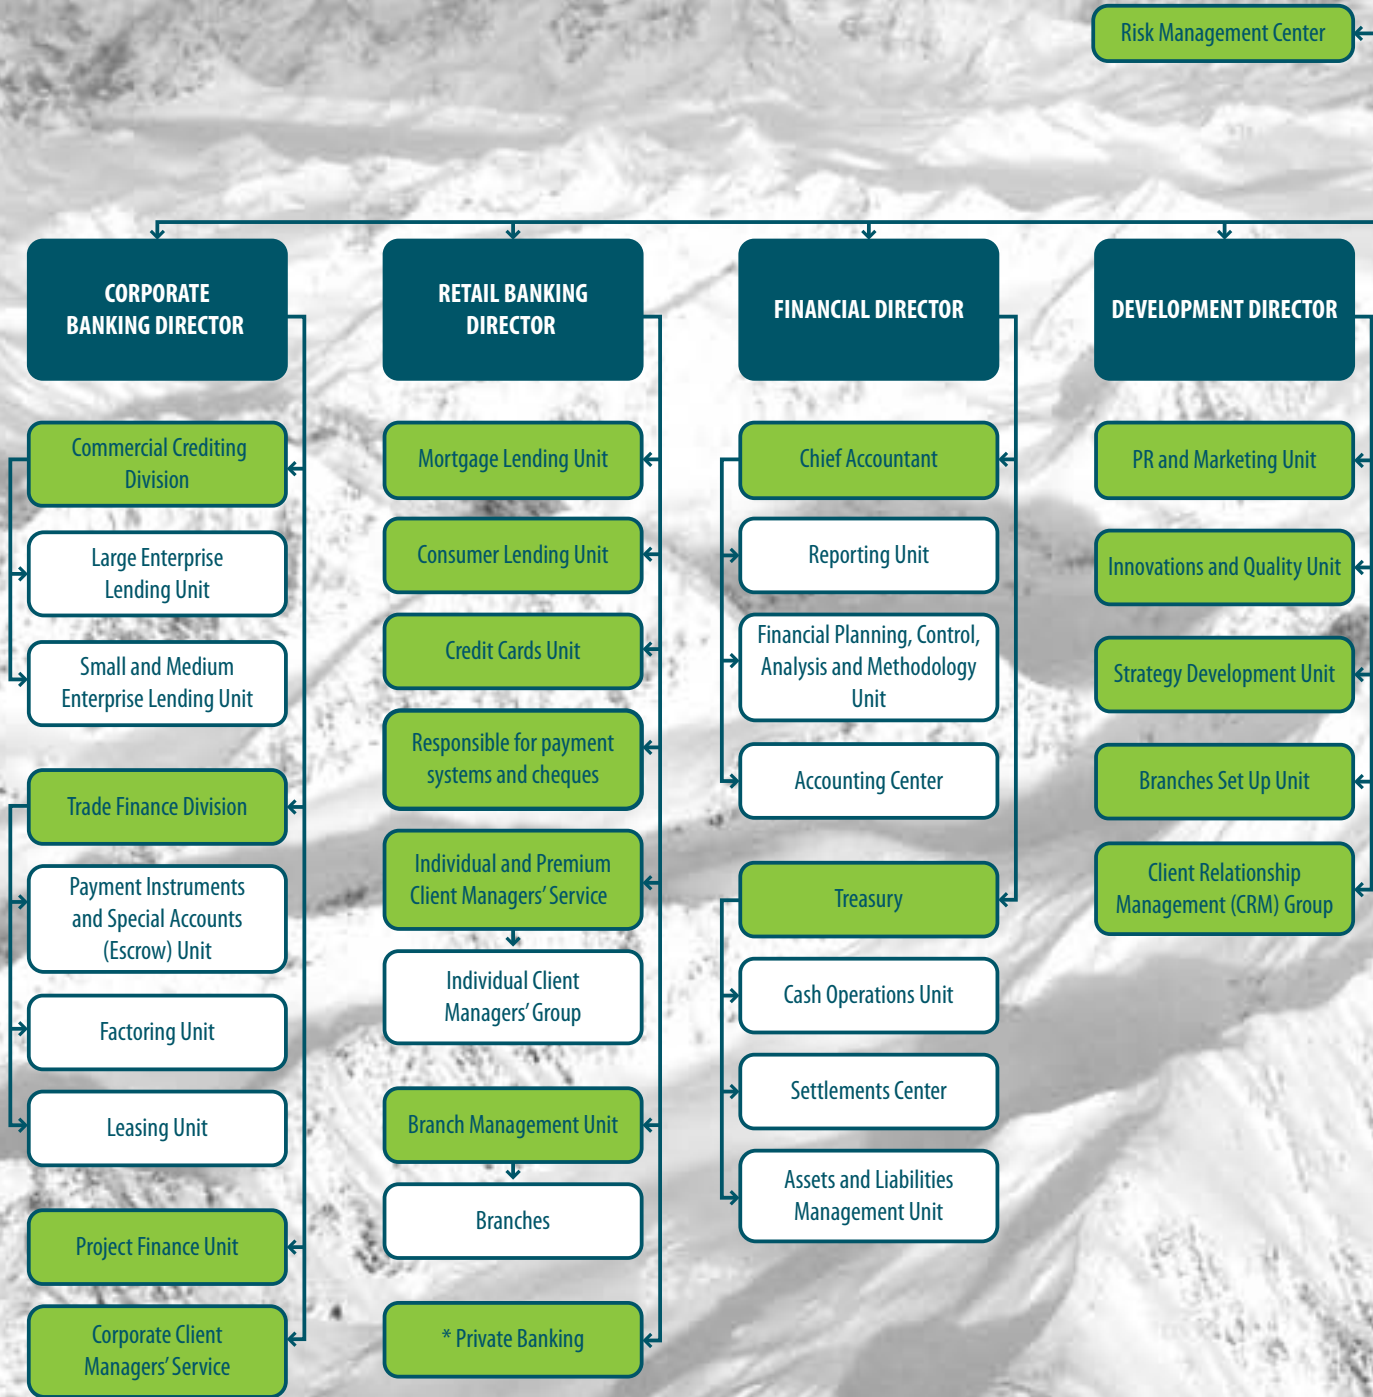 Risk Management Center
CORPORATE
BANKING DIRECTOR
Commercial Crediting
Division
Large Enterprise
Lending Unit
Small and Medium
Enterprise Lending Unit
Trade Finance Division
Payment Instruments
and Special Accounts
(Escrow) Unit
Factoring Unit
Leasing Unit
Project Finance Unit
Corporate Client
Managers’ Service
RETAIL BANKING
DIRECTOR
Mortgage Lending Unit
Consumer Lending Unit
Credit Cards Unit
Responsible for payment
systems and cheques
Individual and Premium
Client Managers’ Service
Individual Client
Managers’ Group
Branch Management Unit
Branches
* Private Banking
FINANCIAL DIRECTOR
Chief Accountant
Reporting Unit
Financial Planning, Control,
Analysis and Methodology
Unit
Accounting Center
Treasury
Cash Operations Unit
Settlements Center
Assets and Liabilities
Management Unit
DEVELOPMENT DIRECTOR
PR and Marketing Unit
Innovations and Quality Unit
Strategy Development Unit
Branches Set Up Unit
Client Relationship
Management (CRM) Group